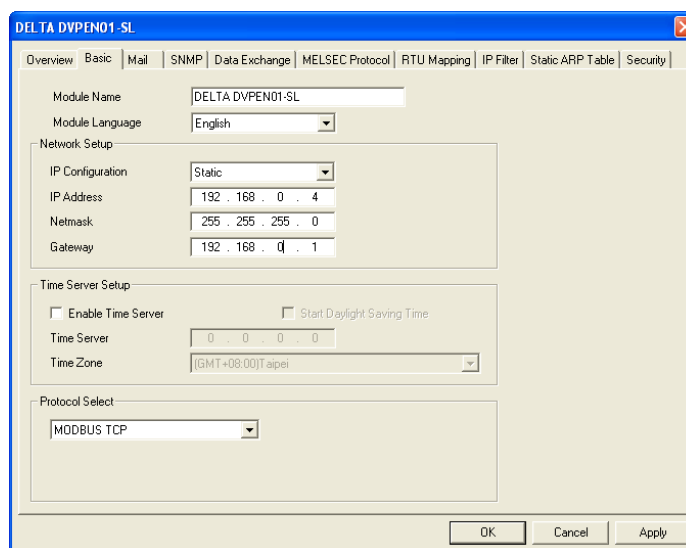 DELTA DVPEN01-SL
Overview Basic Mail SNMP Data Exchange MELSEC Protocol RTU Mapping IP Filter Static ARP Table Security
Module Name DELTA DVPEN01-SL
Module Language English
Network Setup
IP Configuration Static
IP Address 192 . 168 . 0 . 4
Netmask 255 . 255 . 255 . 0
Gateway 192 . 168 . 0 . 1
Time Server Setup
Enable Time Server Start Daylight Saving Time
Time Server 0 . 0 . 0 . 0
Time Zone (GMT+08:00)Taipei
Protocol Select
MODBUS TCP
OK Cancel Apply